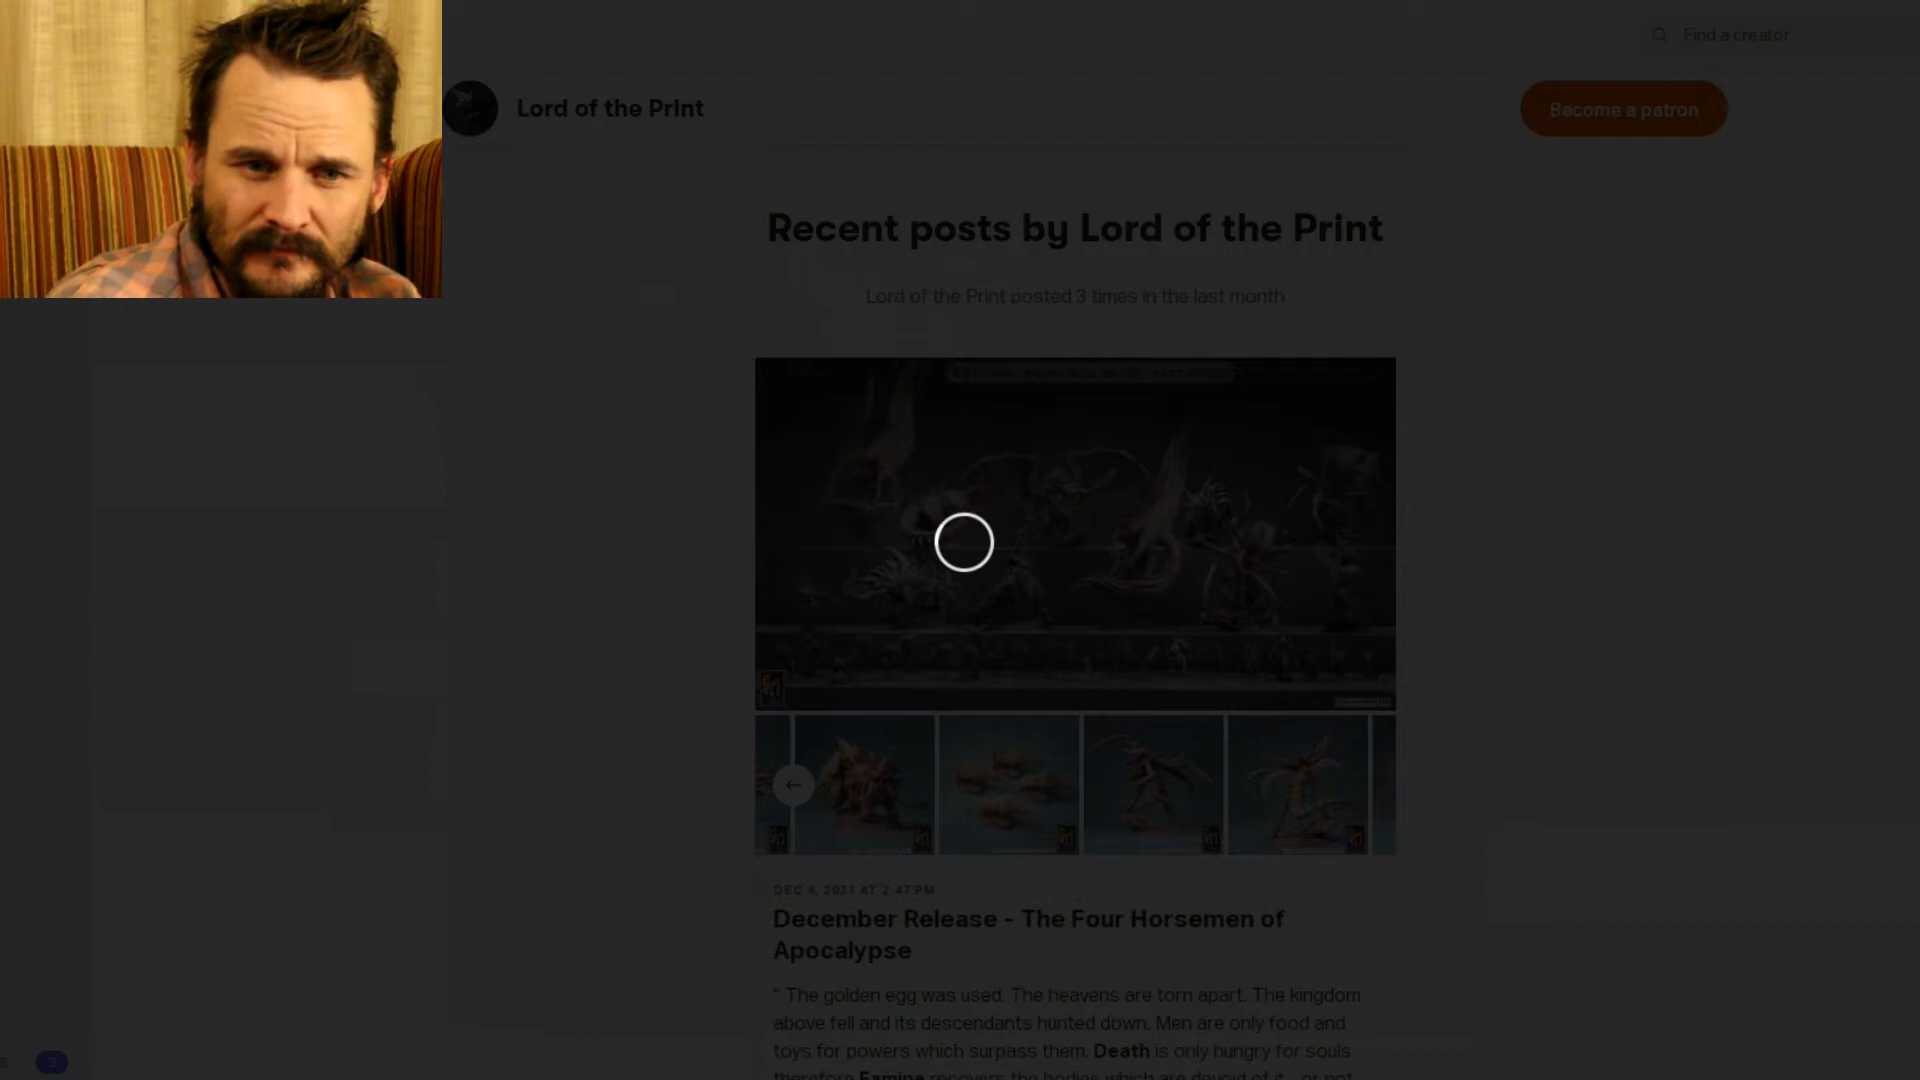 Find a creator
Lord of the Print
Become a patron
Recent posts by Lord of the Print
Lord of the Print posted 3 times in the last month
DEC 4, 2021 AT 2:47 PM
December Release - The Four Horsemen of
Apocalypse
“ The golden egg was used. The heavens are torn apart. The kingdom
above fell and its descendants hunted down. Men are only food and
toys for powers which surpass them. Death is only hungry for souls
therefore Famine recovers the bodies which are devoid of it
9